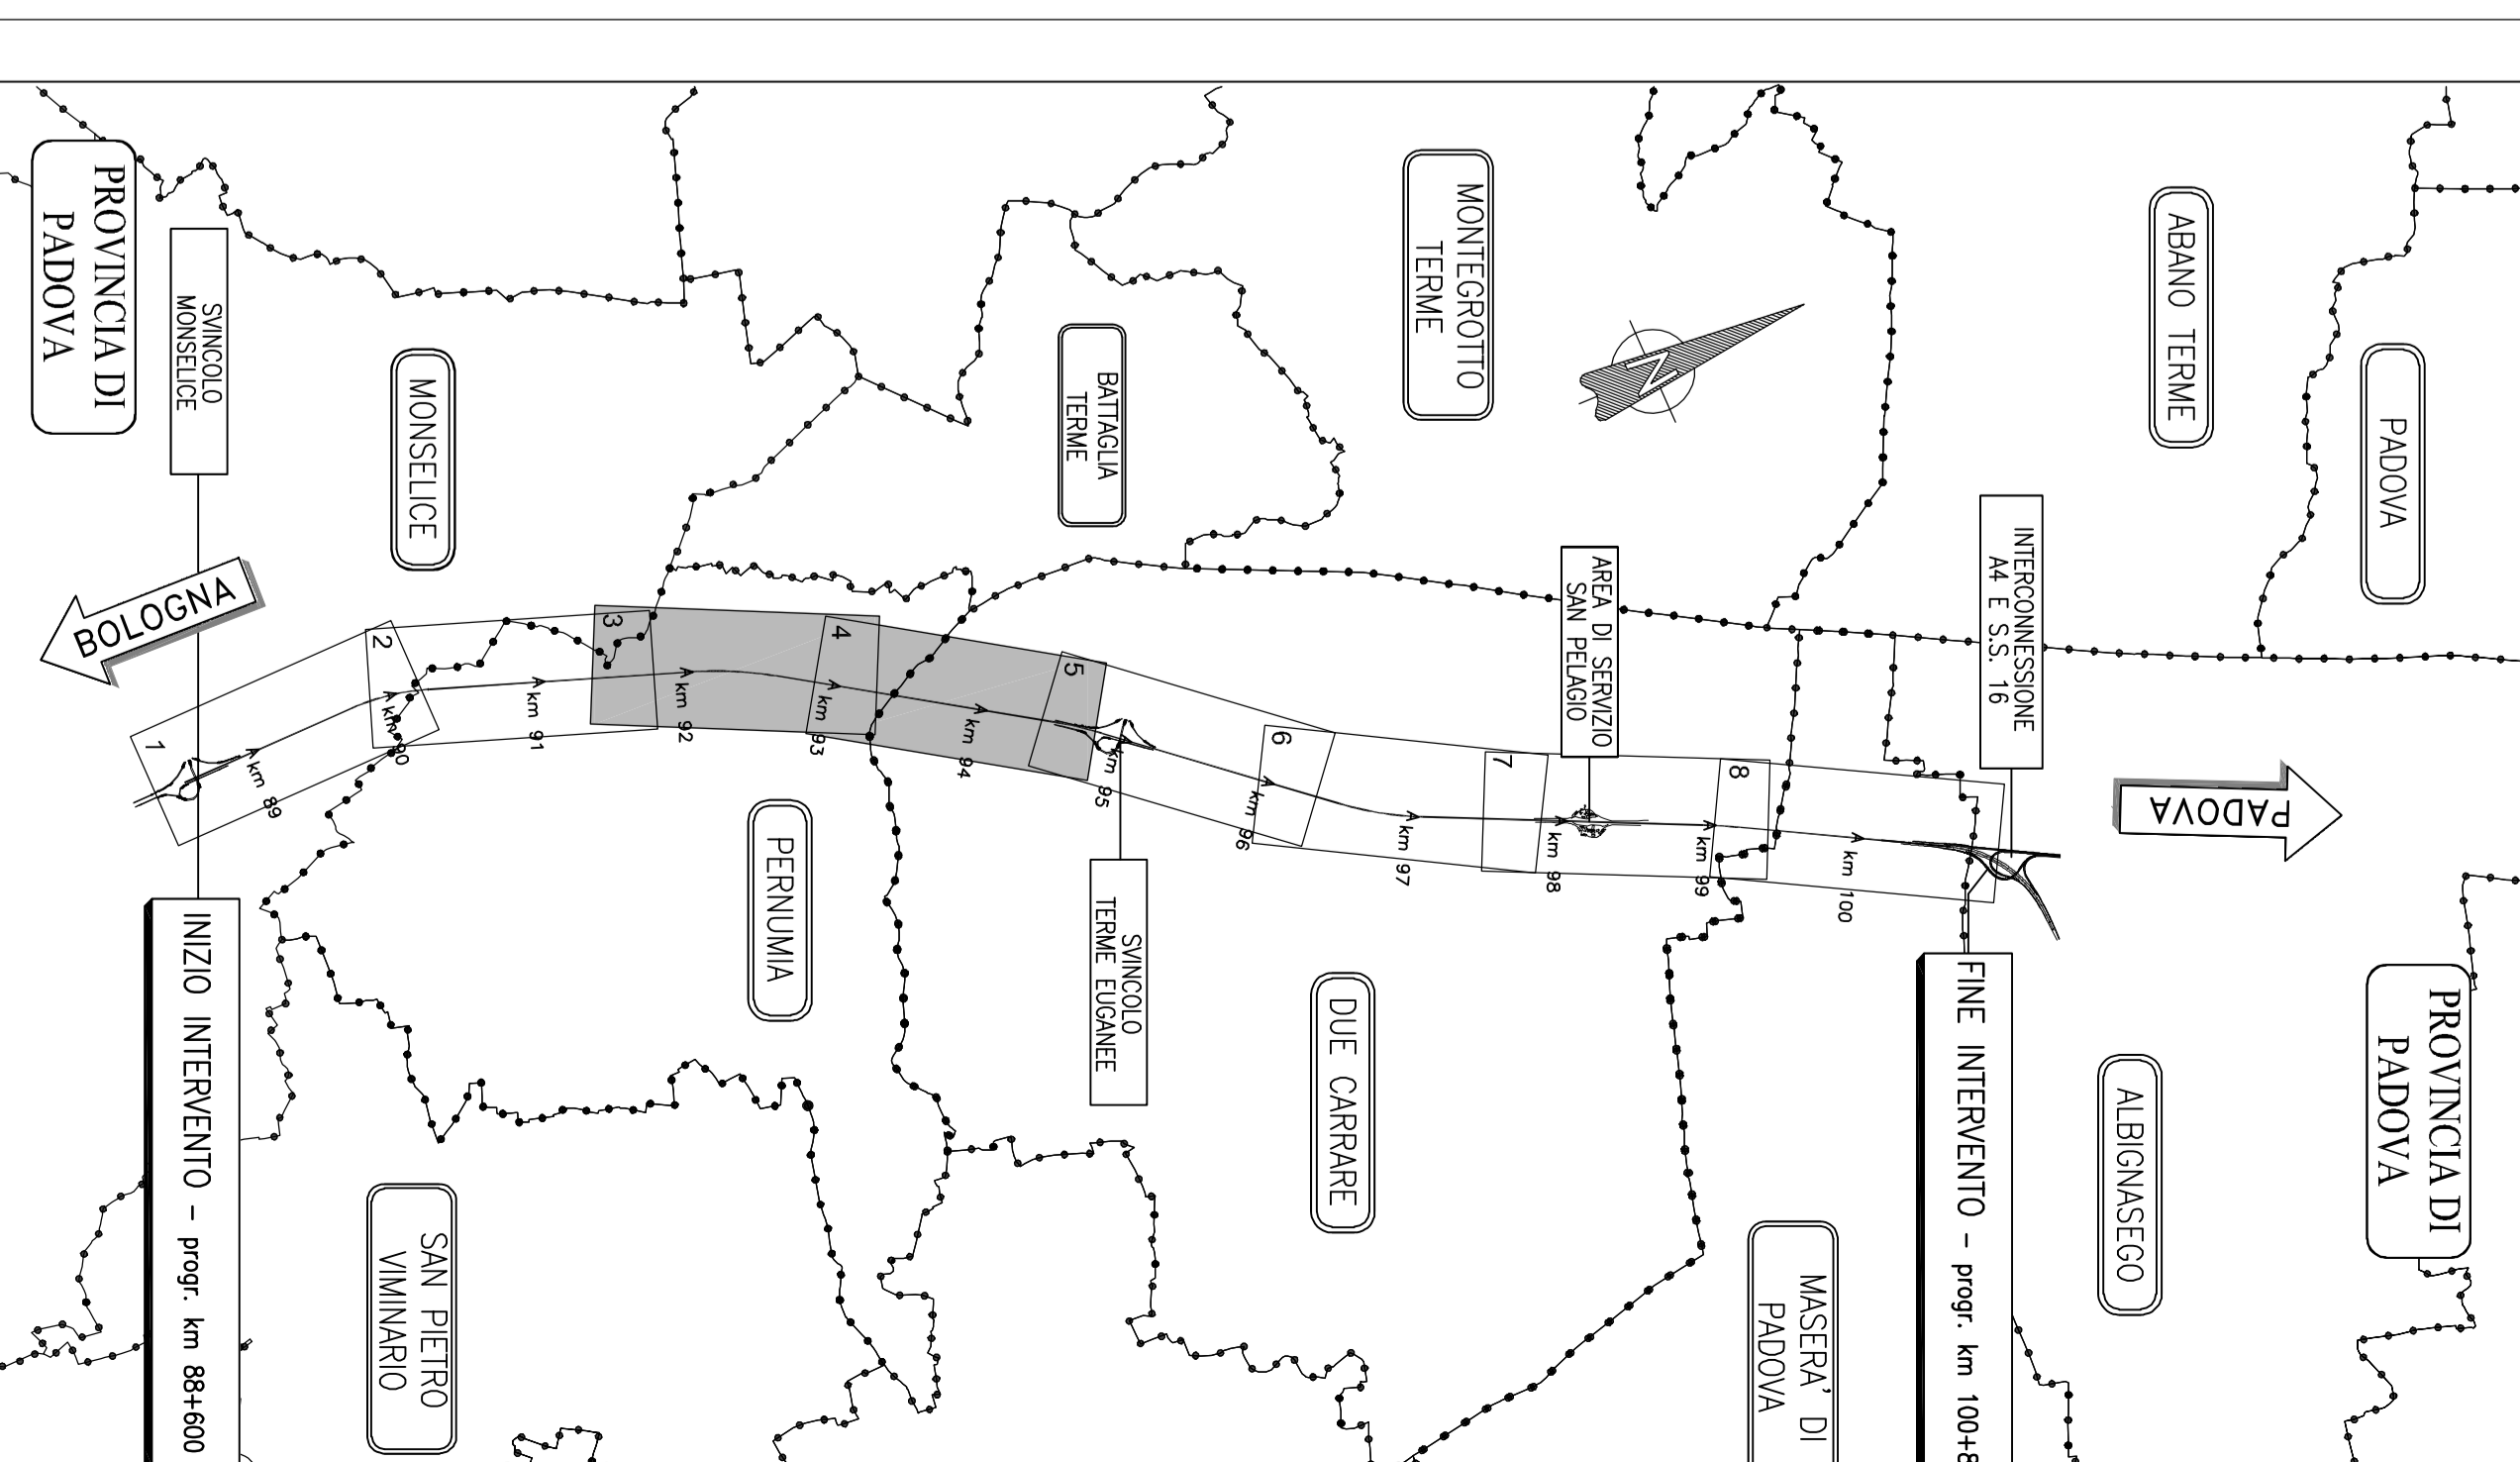 PROVINCIA DI
PADOVA
SVINCOLO
MONSELICE
MONSELICE
BATTAGLIA
TERME
MONTEGROTTO
TERME
N
ABANO TERME
PADOVA
INTERCONNESSIONE
A4 E S.S. 16
AREA DI SERVIZIO
SAN PELAGIO
BOLOGNA
PADOVA
1
2
3
4
5
6
7
8
km 89
km 90
km 91
km 92
km 93
km 94
km 95
km 96
km 97
km 98
km 99
km 100
PERNUMIA
SVINCOLO
TERME EUGANEE
DUE CARRARE
ALBIGNASEGO
PROVINCIA DI
PADOVA
SAN PIETRO
VIMINARIO
MASERA' DI
PADOVA
INIZIO INTERVENTO - progr. km 88+600
FINE INTERVENTO - progr. km 100+8